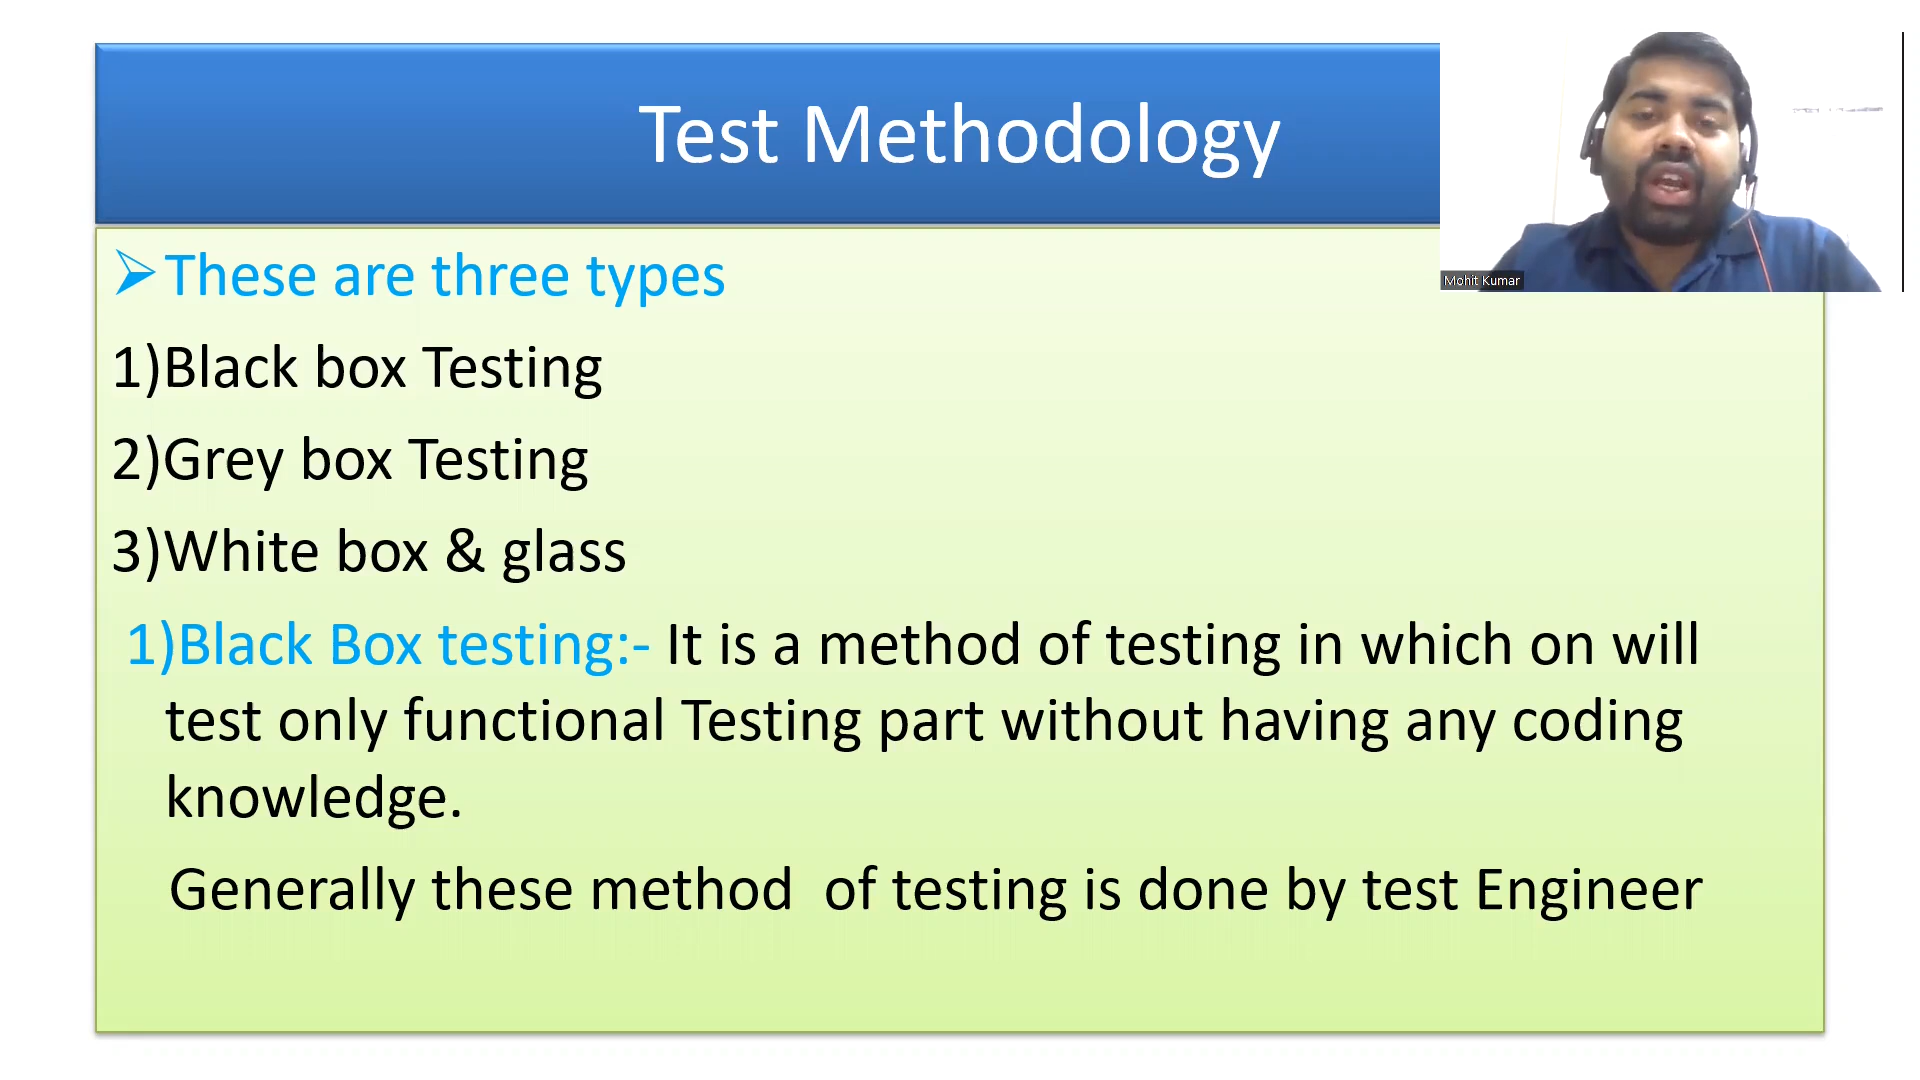 Test Methodology
Mohit Kumar
➢These are three types
1)Black box Testing
2)Grey box Testing
3)White box & glass
1)Black Box testing:- It is a method of testing in which on will
test only functional Testing part without having any coding
knowledge.
Generally these method  of testing is done by test Engineer